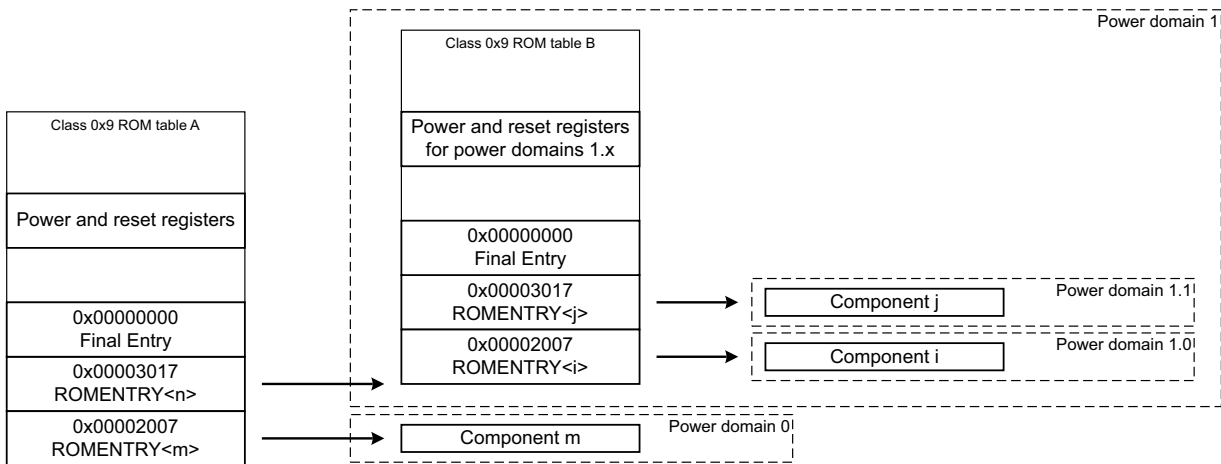 Power domain 1
Class 0x9 ROM table B
Power and reset registers
for power domains 1.x
0x00000000
Final Entry
0x00003017
ROMENTRY<j>
0x00002007
ROMENTRY<i>
Power domain 1.1
Component j
Power domain 1.0
Component i
Class 0x9 ROM table A
Power and reset registers
0x00000000
Final Entry
0x00003017
ROMENTRY<n>
0x00002007
ROMENTRY<m>
Power domain 0
Component m